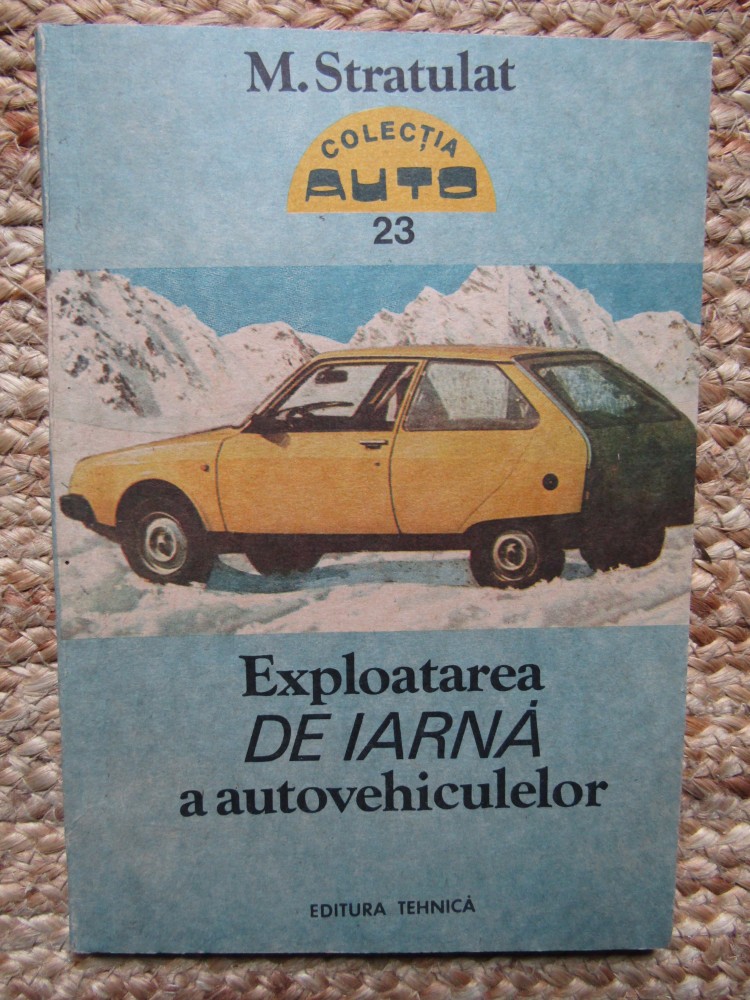 M. Stratulat
COLECȚIA
AUTO
23
Exploatarea
DE IARNĂ
a autovehiculelor
EDITURA TEHNICĂ